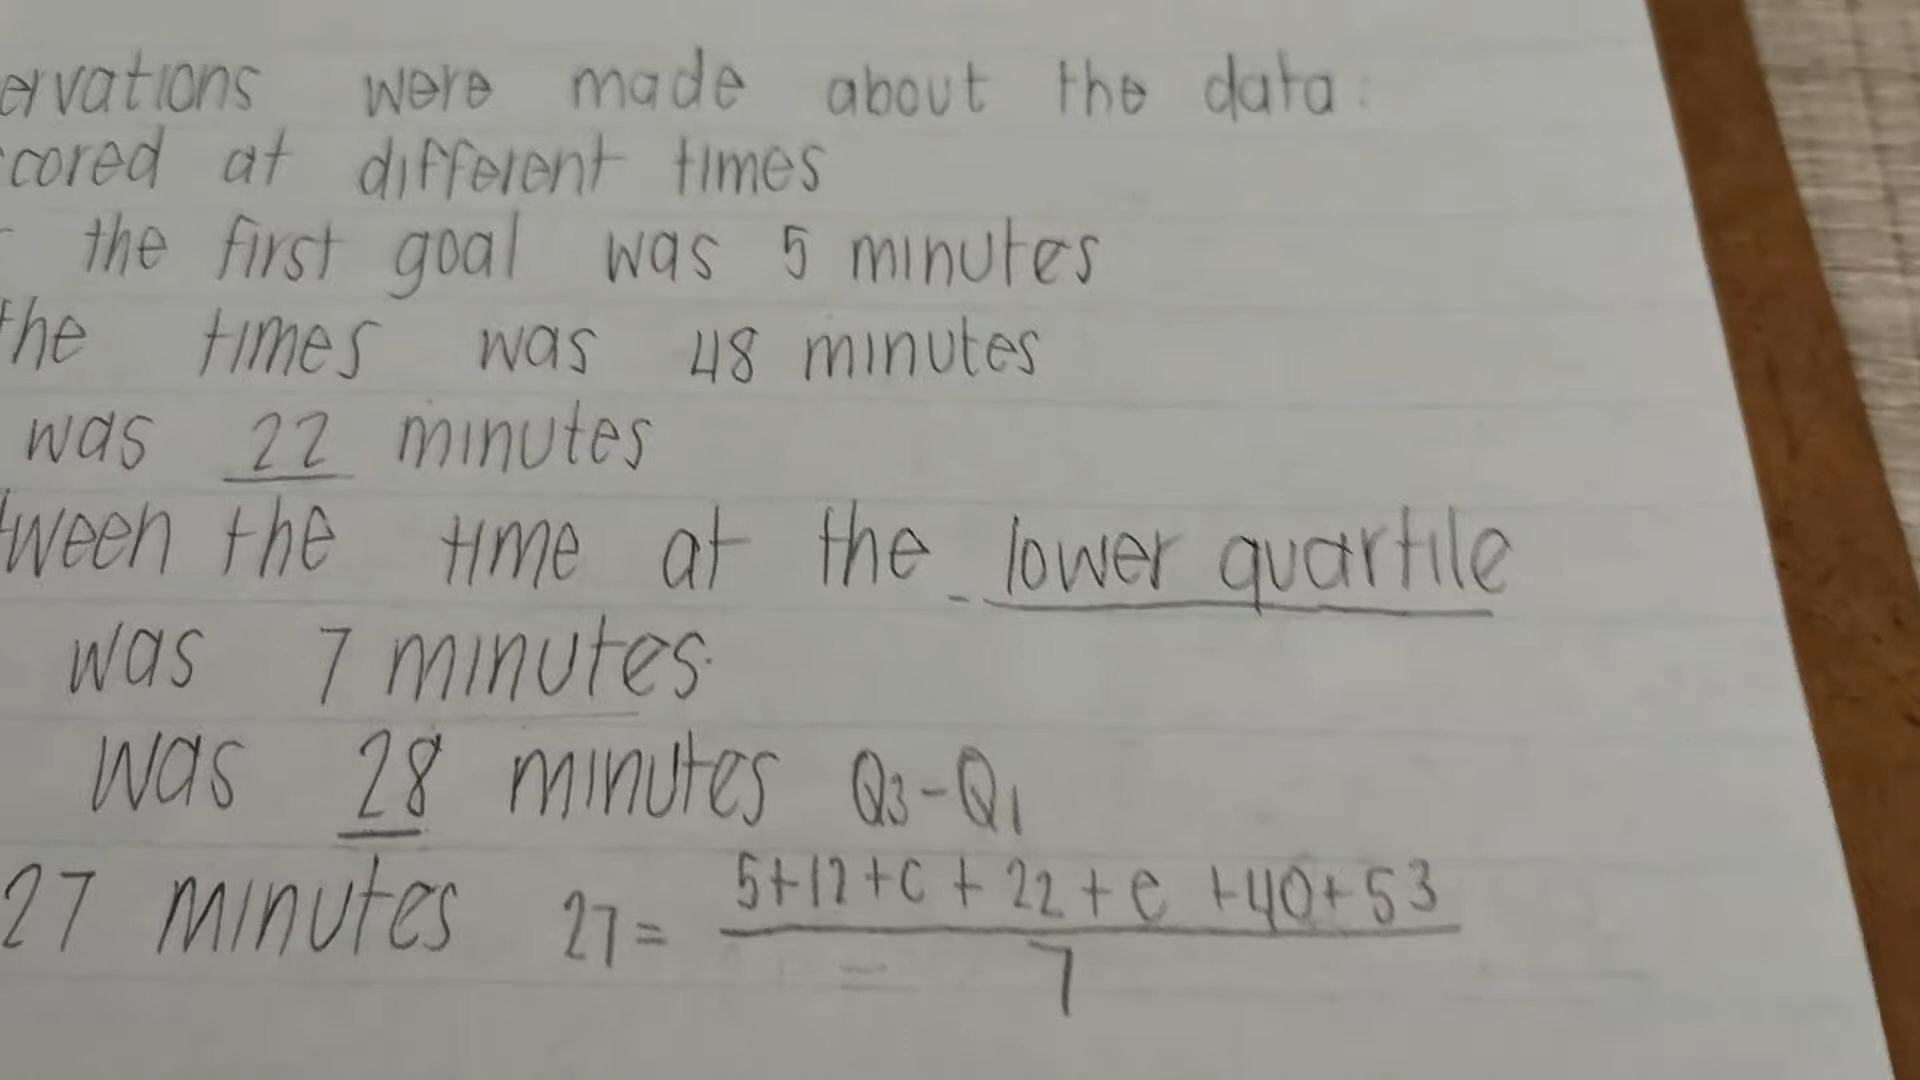 ervations were made about the data:
cored at different times
the first goal was 5 minutes
the times was 48 minutes
was 22 minutes
tween the time at the lower quartile
was 7 minutes.
was 28 minutes Q3-Q1
27 minutes 27 = 5+12+c+22+e+40+53
7